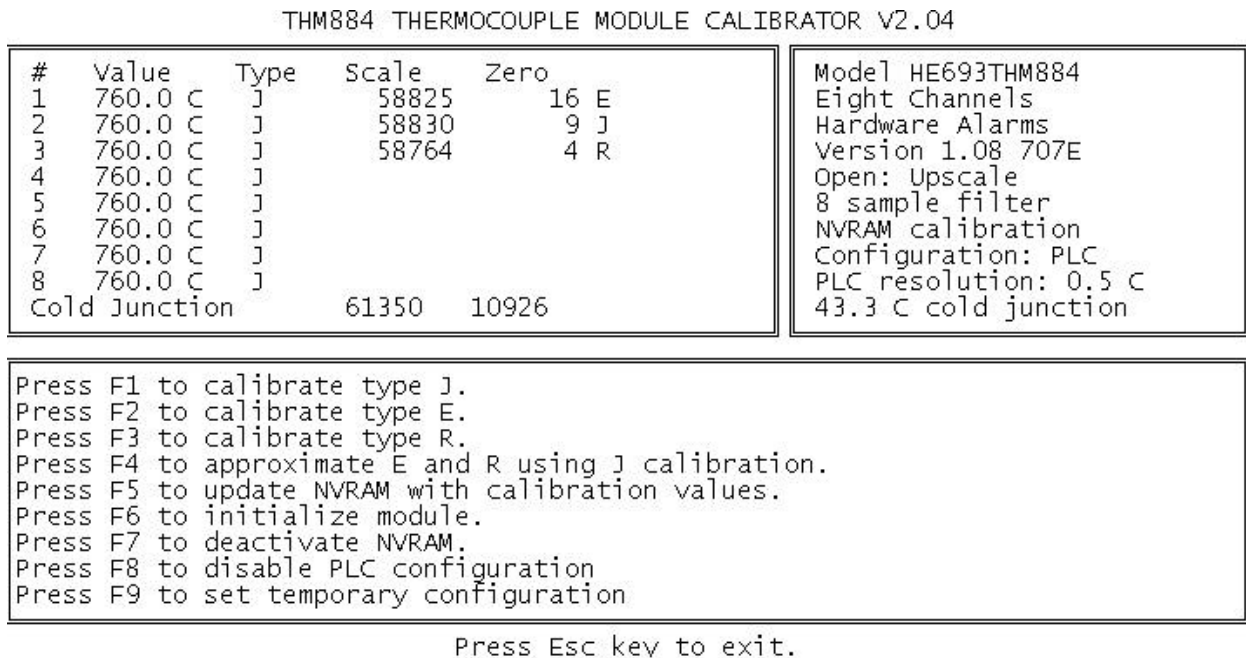 THM884 THERMOCOUPLE MODULE CALIBRATOR V2.04
# Value Type Scale Zero
1 760.0 C J 58825 16 E
2 760.0 C J 58830 9 J
3 760.0 C J 58764 4 R
4 760.0 C J
5 760.0 C J
6 760.0 C J
7 760.0 C J
8 760.0 C J
Cold Junction 61350 10926
Model HE693THM884
Eight Channels
Hardware Alarms
Version 1.08 707E
Open: Upscale
8 sample filter
NVRAM calibration
Configuration: PLC
PLC resolution: 0.5 C
43.3 C cold junction
Press F1 to calibrate type J.
Press F2 to calibrate type E.
Press F3 to calibrate type R.
Press F4 to approximate E and R using J calibration.
Press F5 to update NVRAM with calibration values.
Press F6 to initialize module.
Press F7 to deactivate NVRAM.
Press F8 to disable PLC configuration
Press F9 to set temporary configuration
Press Esc key to exit.